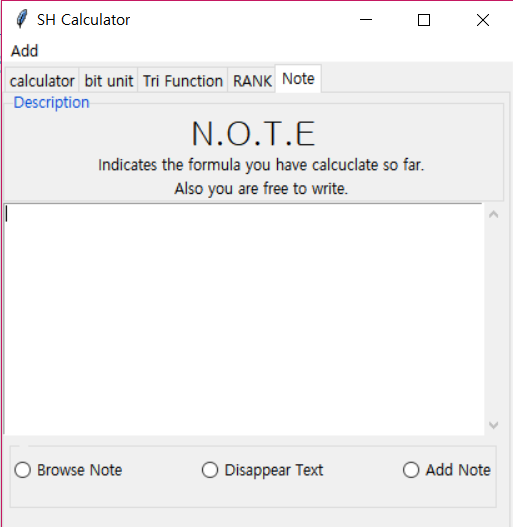 SH Calculator
Add
calculator bit unit Tri Function RANK Note
Description
N.O.T.E
Indicates the formula you have calcuclate so far.
Also you are free to write.
Browse Note Disappear Text Add Note